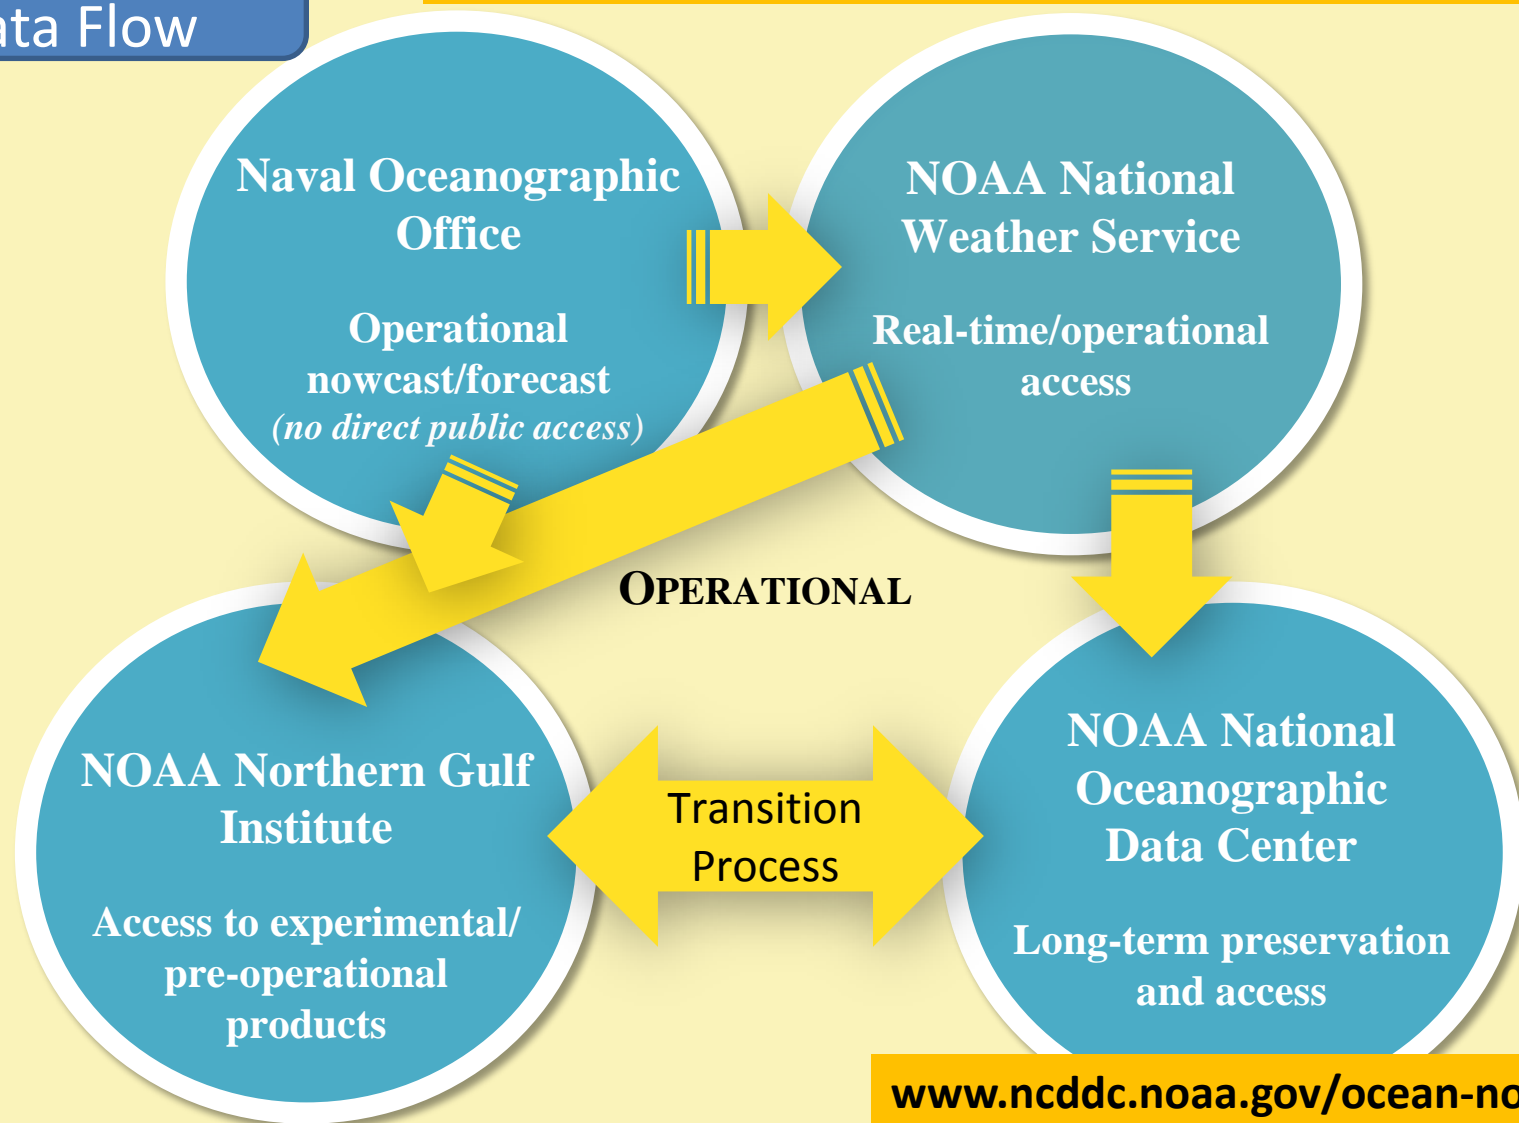 ata Flow
Naval Oceanographic
Office
Operational
nowcast/forecast
(no direct public access)
NOAA National
Weather Service
Real-time/operational
access
OPERATIONAL
NOAA Northern Gulf
Institute
Access to experimental/
pre-operational
products
Transition
Process
NOAA National
Oceanographic
Data Center
Long-term preservation
and access
www.ncddc.noaa.gov/ocean-no